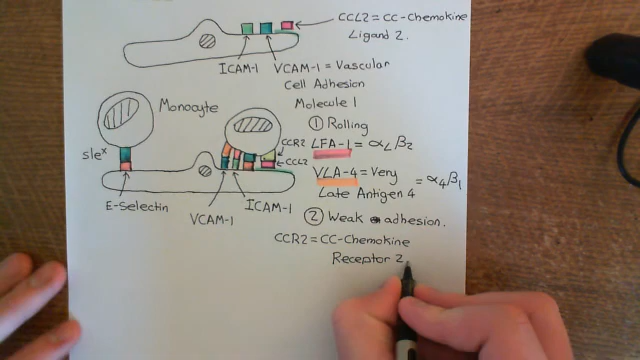 CCL2 = CC-Chemokine
Ligand 2.
ICAM-1
VCAM-1 = Vascular
Cell Adhesion
Molecule 1
Monocyte
① Rolling
CCR2
LFA-1 = αLβ2
sleˣ
CCL2
VLA-4 = Very
Late Antigen 4
= α4β1
E-Selectin
VCAM-1
ICAM-1
② Weak adhesion.
CCR2 = CC-Chemokine
Receptor 2